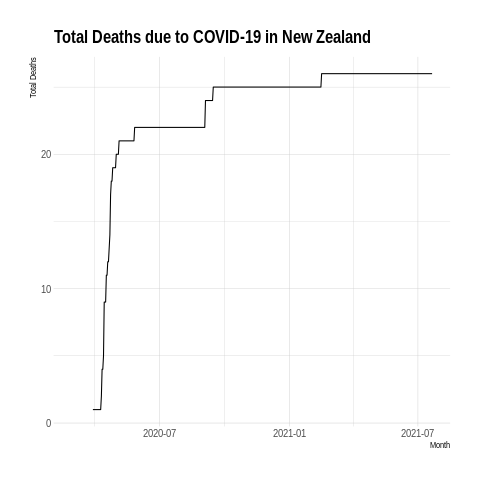 Total Deaths due to COVID-19 in New Zealand
Total Deaths
20
10
0
2020-07
2021-01
2021-07
Month